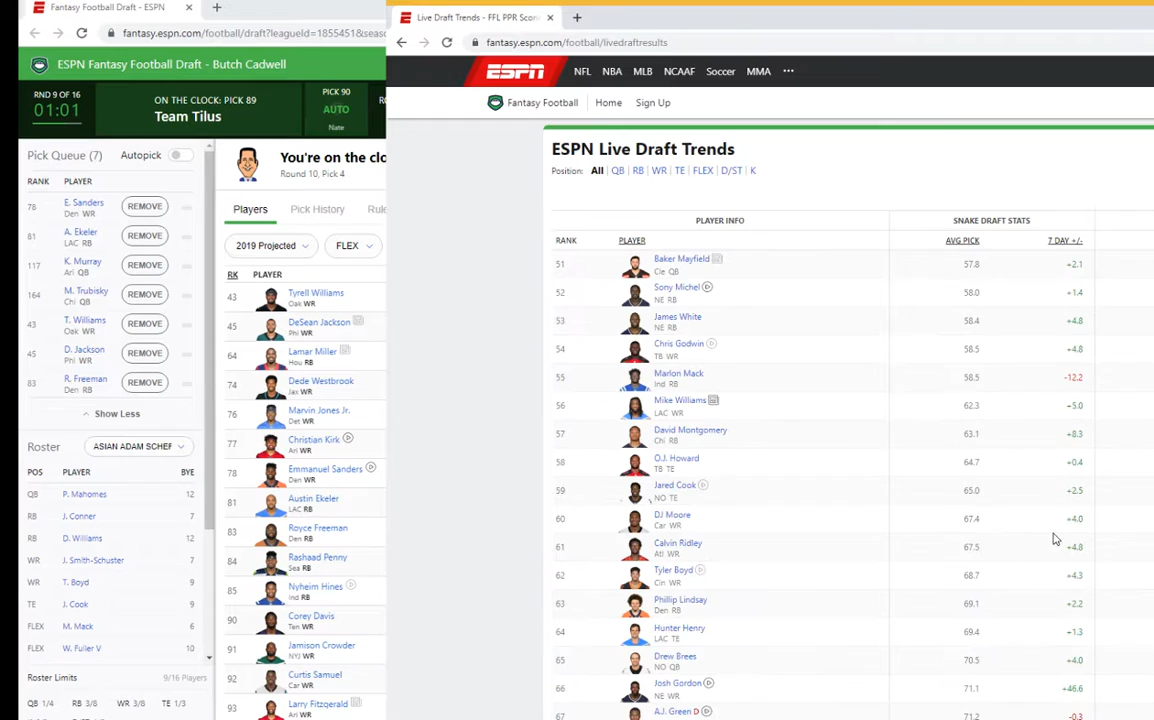 Fantasy Football Draft - ESPN
fantasy.espn.com/football/draft?leagueId=1855451&seaso
ESPN Fantasy Football Draft - Butch Cadwell
RND 9 OF 16
01:01
ON THE CLOCK: PICK 89
Team Tilus
PICK 90
AUTO
Nate
Pick Queue (7)
Autopick
RANK PLAYER
78 E. Sanders Den WR REMOVE
81 A. Ekeler LAC RB REMOVE
117 K. Murray Ari QB REMOVE
164 M. Trubisky Chi QB REMOVE
43 T. Williams Oak WR REMOVE
45 D. Jackson Phi WR REMOVE
83 R. Freeman Den RB REMOVE
Show Less
Roster ASIAN ADAM SCHEF
POS PLAYER BYE
QB P. Mahomes 12
RB J. Conner 7
RB D. Williams 12
WR J. Smith-Schuster 7
WR T. Boyd 9
TE J. Cook 9
FLEX M. Mack 6
FLEX W. Fuller V 10
Roster Limits 9/16 Players
QB 1/4 RB 3/8 WR 3/8 TE 1/3
You're on the clo
Round 10, Pick 4
Players Pick History Rule
2019 Projected FLEX
RK PLAYER
43 Tyrell Williams Oak WR
45 DeSean Jackson Phi WR
64 Lamar Miller Hou RB
74 Dede Westbrook Jax WR
76 Marvin Jones Jr. Det WR
77 Christian Kirk Ari WR
78 Emmanuel Sanders Den WR
81 Austin Ekeler LAC RB
83 Royce Freeman Den RB
84 Rashaad Penny Sea RB
85 Nyheim Hines Ind RB
90 Corey Davis Ten WR
91 Jamison Crowder NYJ WR
92 Curtis Samuel Car WR
93 Larry Fitzgerald Ari WR
Live Draft Trends - FFL PPR Scori
fantasy.espn.com/football/livedraftresults
ESPN NFL NBA MLB NCAAF Soccer MMA •••
Fantasy Football Home Sign Up
ESPN Live Draft Trends
Position: All | QB | RB | WR | TE | FLEX | D/ST | K
PLAYER INFO SNAKE DRAFT STATS
RANK PLAYER AVG PICK 7 DAY +/-
51 Baker Mayfield Cle QB 57.8 +2.1
52 Sony Michel NE RB 58.0 +1.4
53 James White NE RB 58.4 +4.8
54 Chris Godwin TB WR 58.5 +4.8
55 Marlon Mack Ind RB 58.5 -12.2
56 Mike Williams LAC WR 62.3 +5.0
57 David Montgomery Chi RB 63.1 +8.3
58 O.J. Howard TB TE 64.7 +0.4
59 Jared Cook NO TE 65.0 +2.5
60 DJ Moore Car WR 67.4 +4.0
61 Calvin Ridley Atl WR 67.5 +4.8
62 Tyler Boyd Cin WR 68.7 +4.3
63 Phillip Lindsay Den RB 69.1 +2.2
64 Hunter Henry LAC TE 69.4 +1.3
65 Drew Brees NO QB 70.5 +4.0
66 Josh Gordon NE WR 71.1 +46.6
67 A.J. Green D 71.2 -0.3